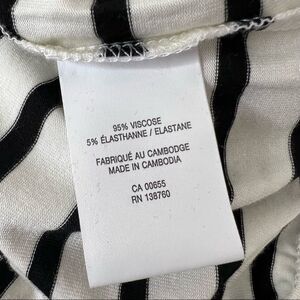 95% VISCOSE
5% ÉLASTHANNE / ELASTANE
FABRIQUÉ AU CAMBODGE
MADE IN CAMBODIA
CA 00655
RN 138760